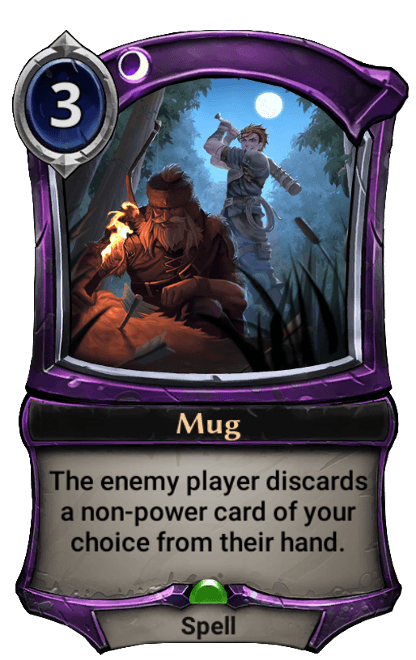 3
Mug
The enemy player discards
a non-power card of your
choice from their hand.
Spell